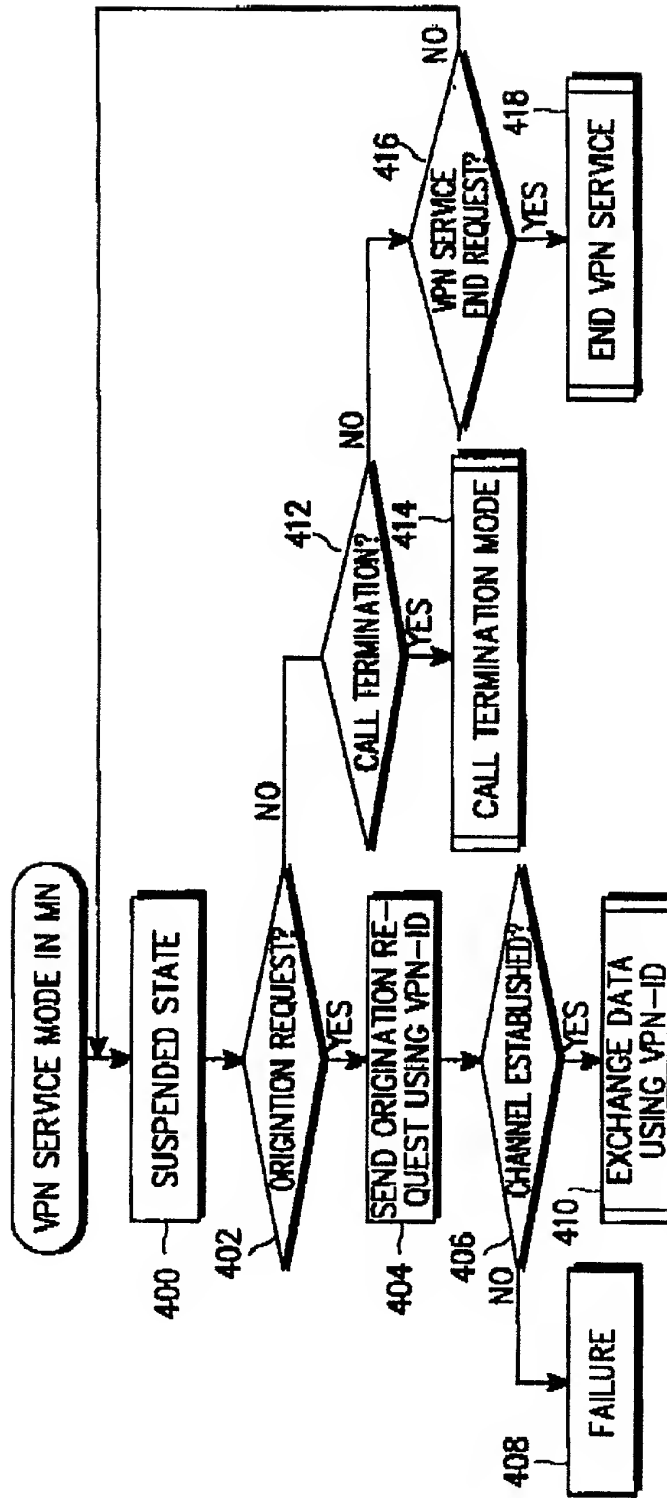 VPN SERVICE MODE IN MN
SUSPENDED STATE
400
ORIGINTION REQUEST?
402
NO
YES
SEND ORIGINATION RE-
QUEST USING VPN-ID
404
CHANNEL ESTABLISHED?
406
NO
YES
FAILURE
408
EXCHANGE DATA
USING VPN-ID
410
CALL TERMINATION?
412
NO
YES
CALL TERMINATION MODE
414
VPN SERVICE
END REQUEST?
416
NO
YES
END VPN SERVICE
418